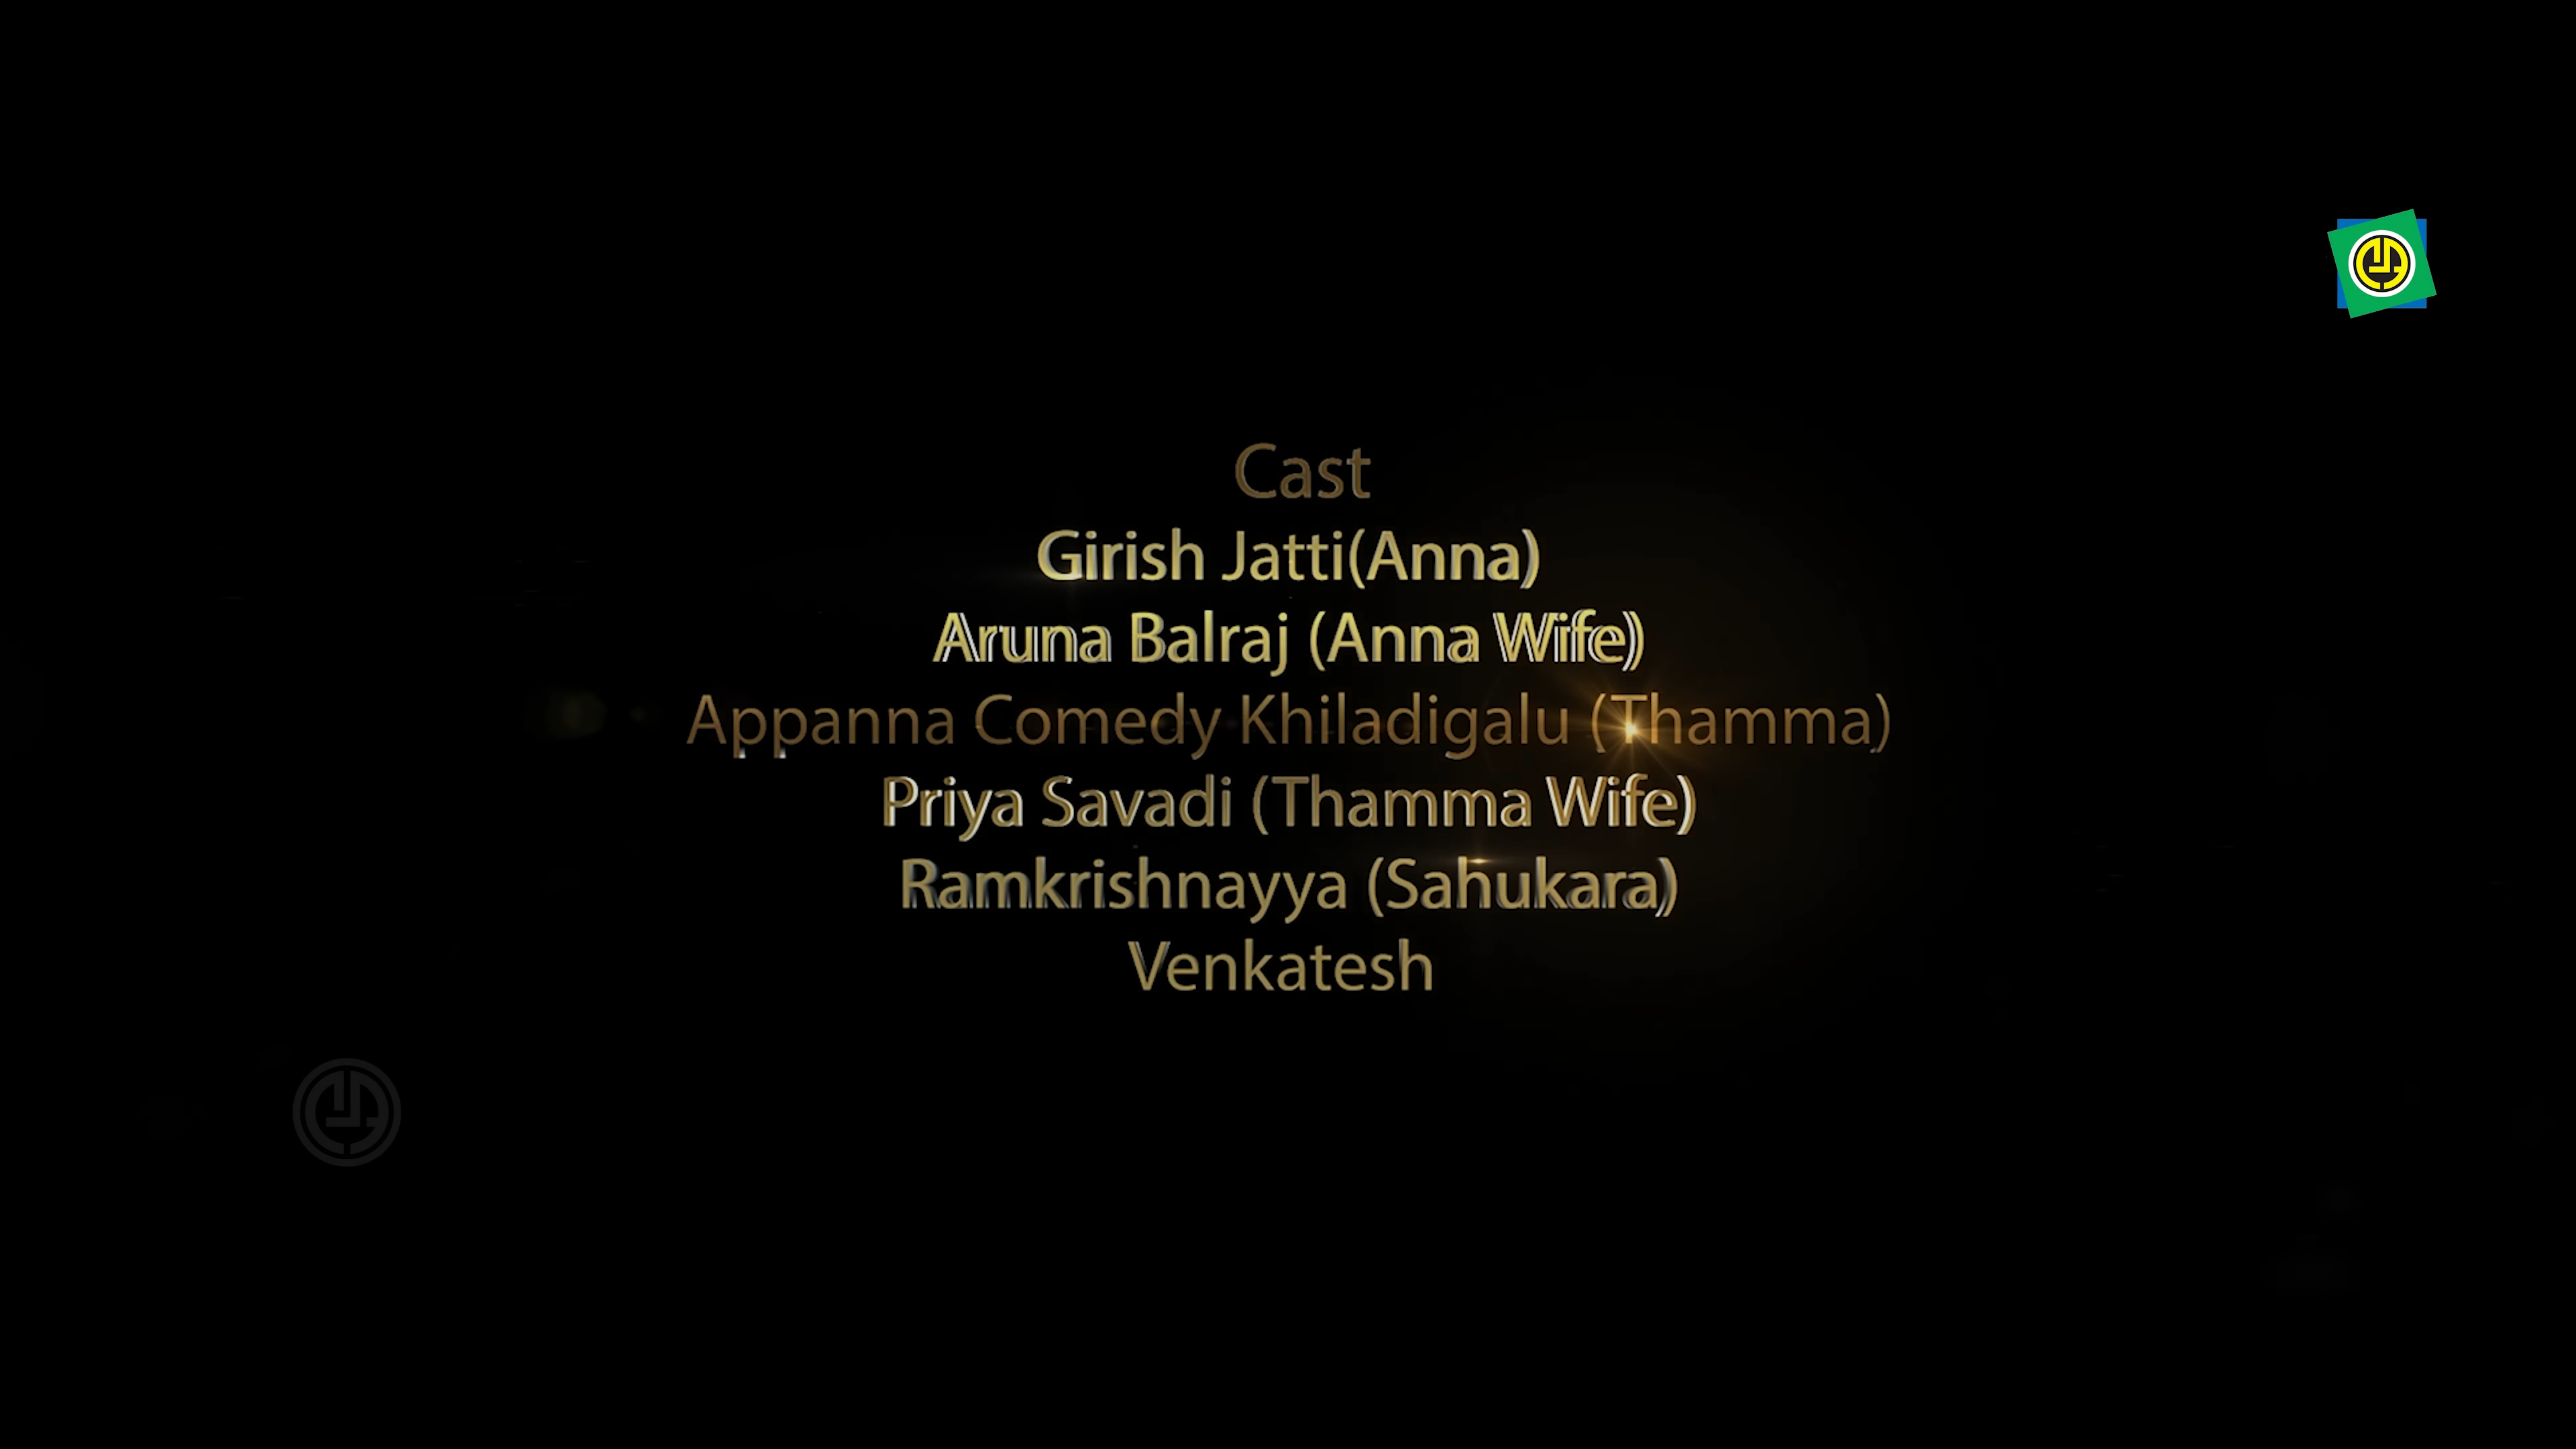 Cast
Girish Jatti(Anna)
Aruna Balraj (Anna Wife)
Appanna Comedy Khiladigalu (Thamma)
Priya Savadi (Thamma Wife)
Ramkrishnayya (Sahukara)
Venkatesh